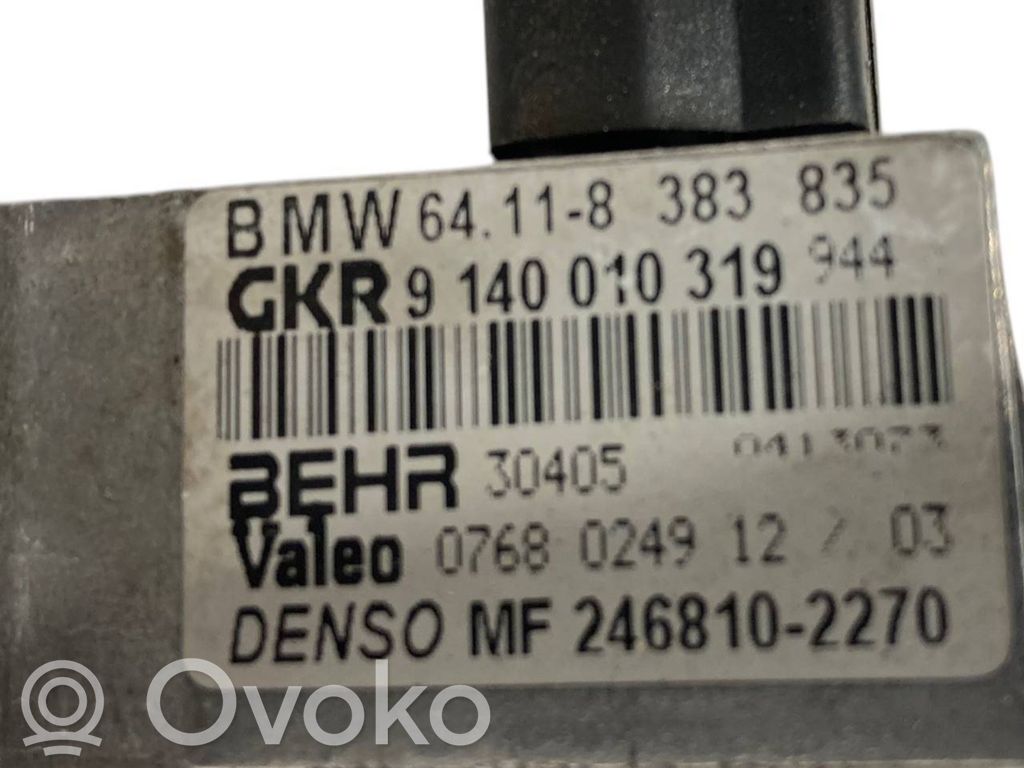 BMW 64.11-8 383 835
GKR 9 140 010 319 944
BEHR 30405 0413073
Valeo 0768 0249 12 / 03
DENSO MF 246810-2270
Ovoko